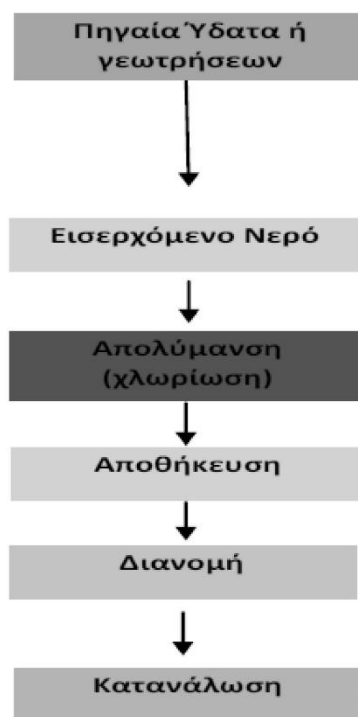 Πηγαία Ύδατα ή
γεωτρήσεων
Εισερχόμενο Νερό
Απολύμανση
(χλωρίωση)
Αποθήκευση
Διανομή
Κατανάλωση